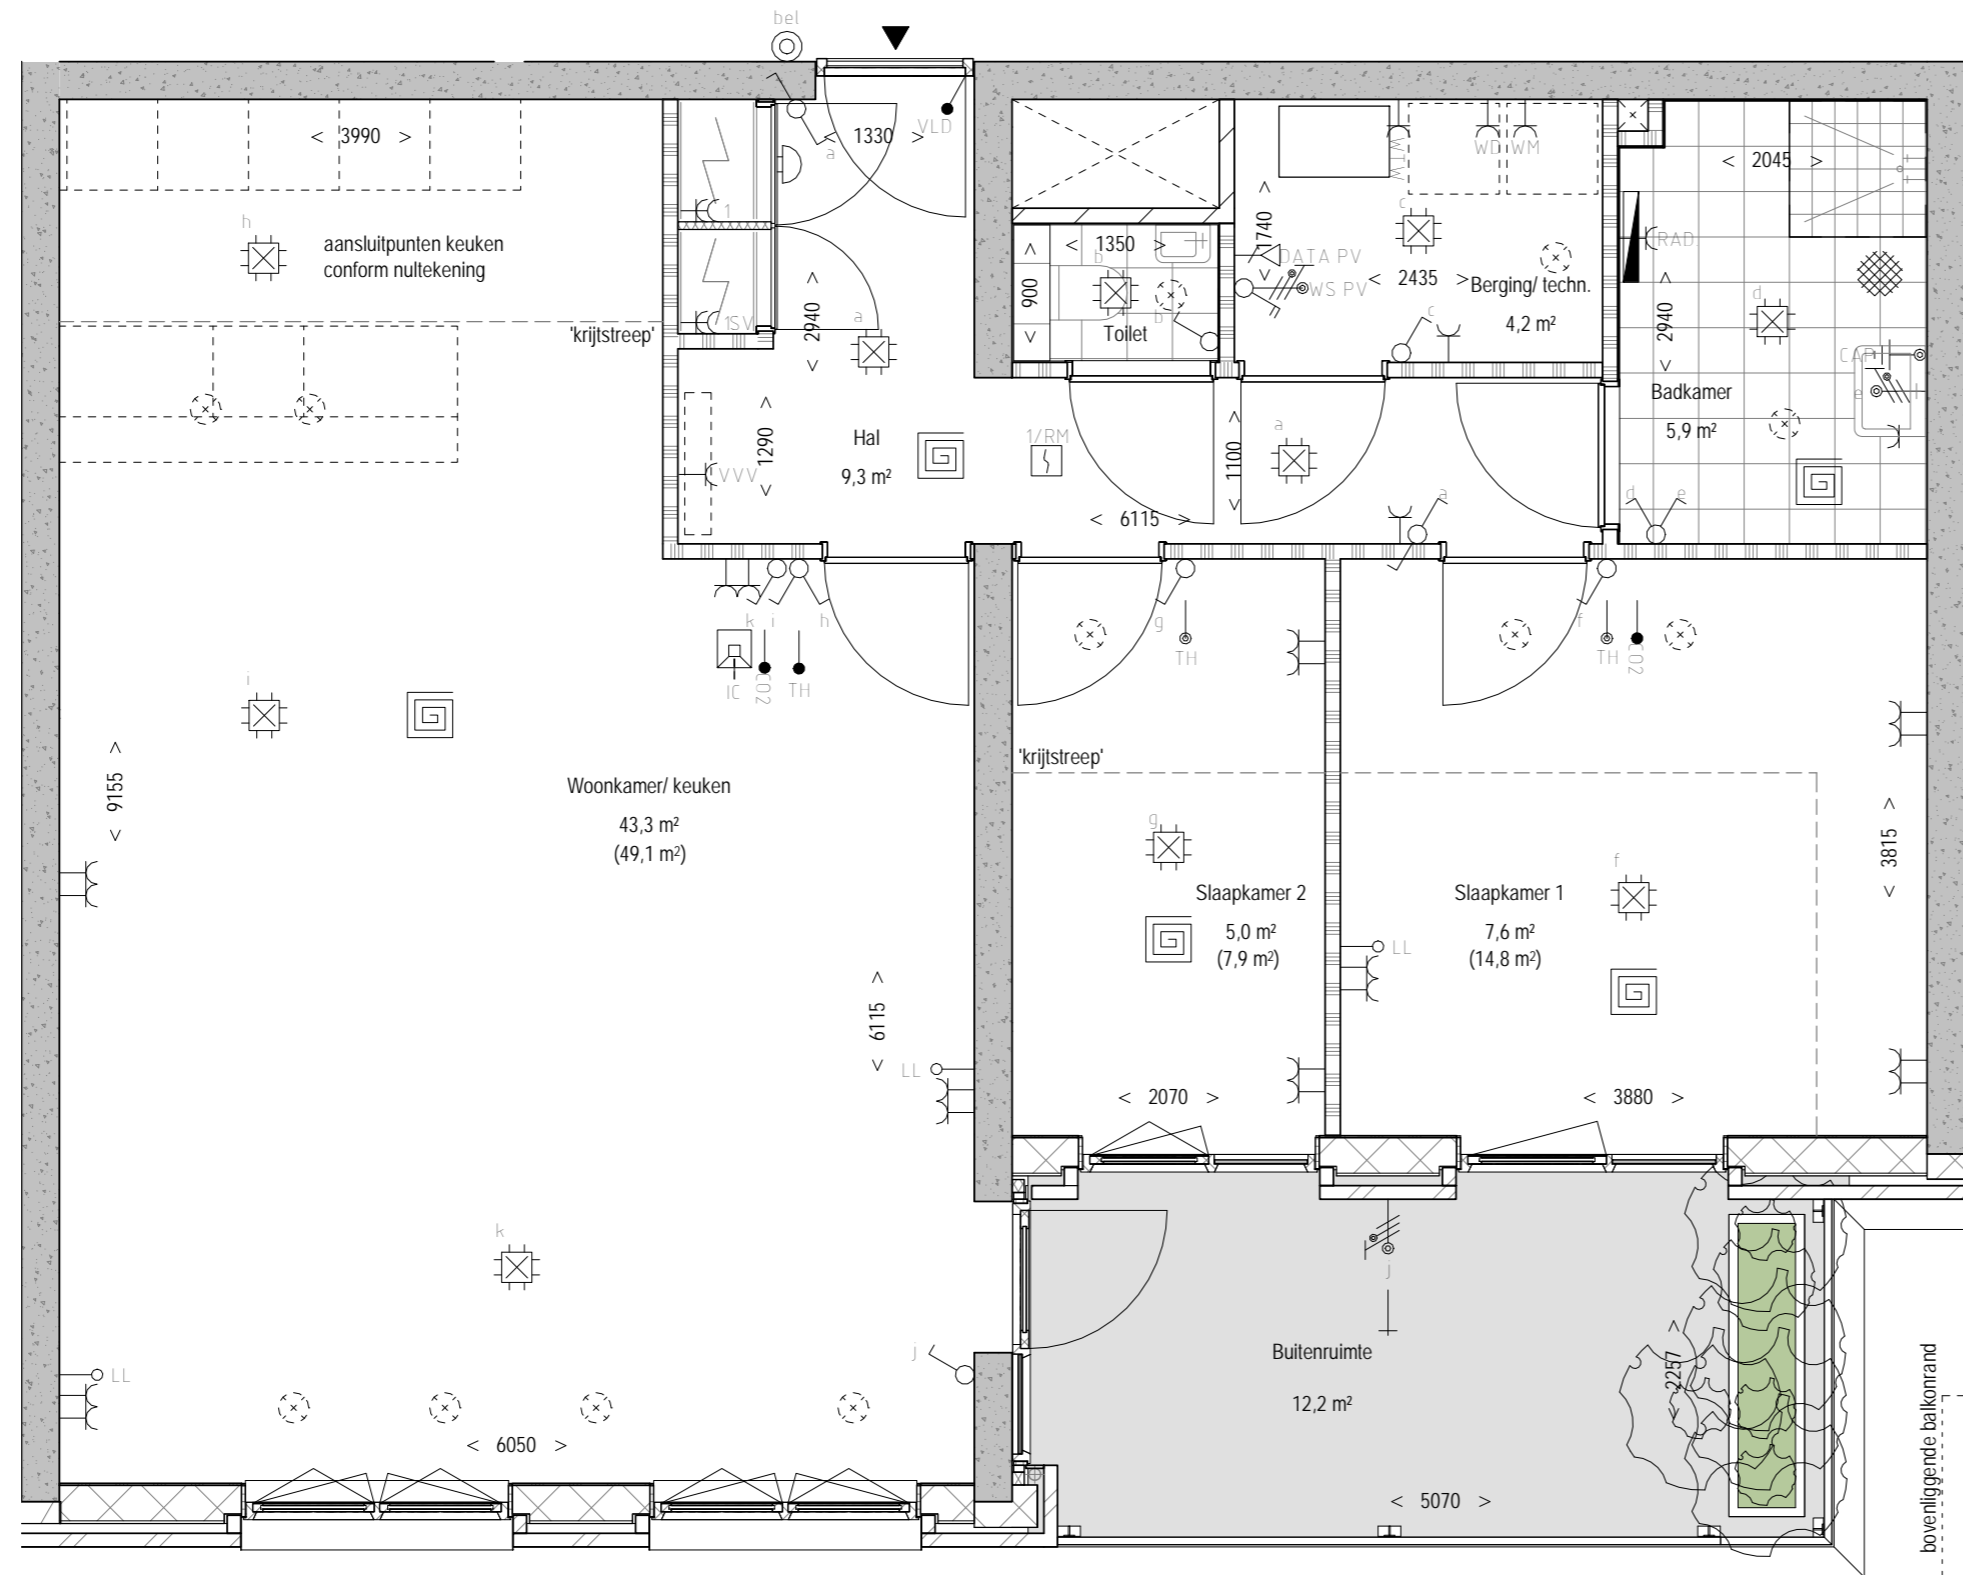 bel
VLD
< 3990 >
< 1330 >
a
< 2045 >
WTW
WD WM
h
aansluitpunten keuken
conform nultekening
1
< 1350 >
b
< 1740 >
c
RAD.
DATA PV
< 900 >
WS PV
< 2435 >
Berging/ techn.
4,2 m²
d
'krijtstreep'
1SV
< 2940 >
a
Toilet
b
c
< 2940 >
CAP
e
Badkamer
5,9 m²
Hal
9,3 m²
< 1290 >
VVV
1/RM
< 1100 >
a
< 6115 >
a
d
e
k
i
h
g
f
IC
CO2
TH
TH
TH
CO2
i
'krijtstreep'
< 9155 >
Woonkamer/ keuken
43,3 m²
(49,1 m²)
g
f
< 3815 >
Slaapkamer 2
5,0 m²
(7,9 m²)
Slaapkamer 1
7,6 m²
(14,8 m²)
LL
< 6115 >
LL
< 2070 >
< 3880 >
k
j
Buitenruimte
12,2 m²
< 2257 >
j
LL
< 6050 >
< 5070 >
bovenliggende balkonrand